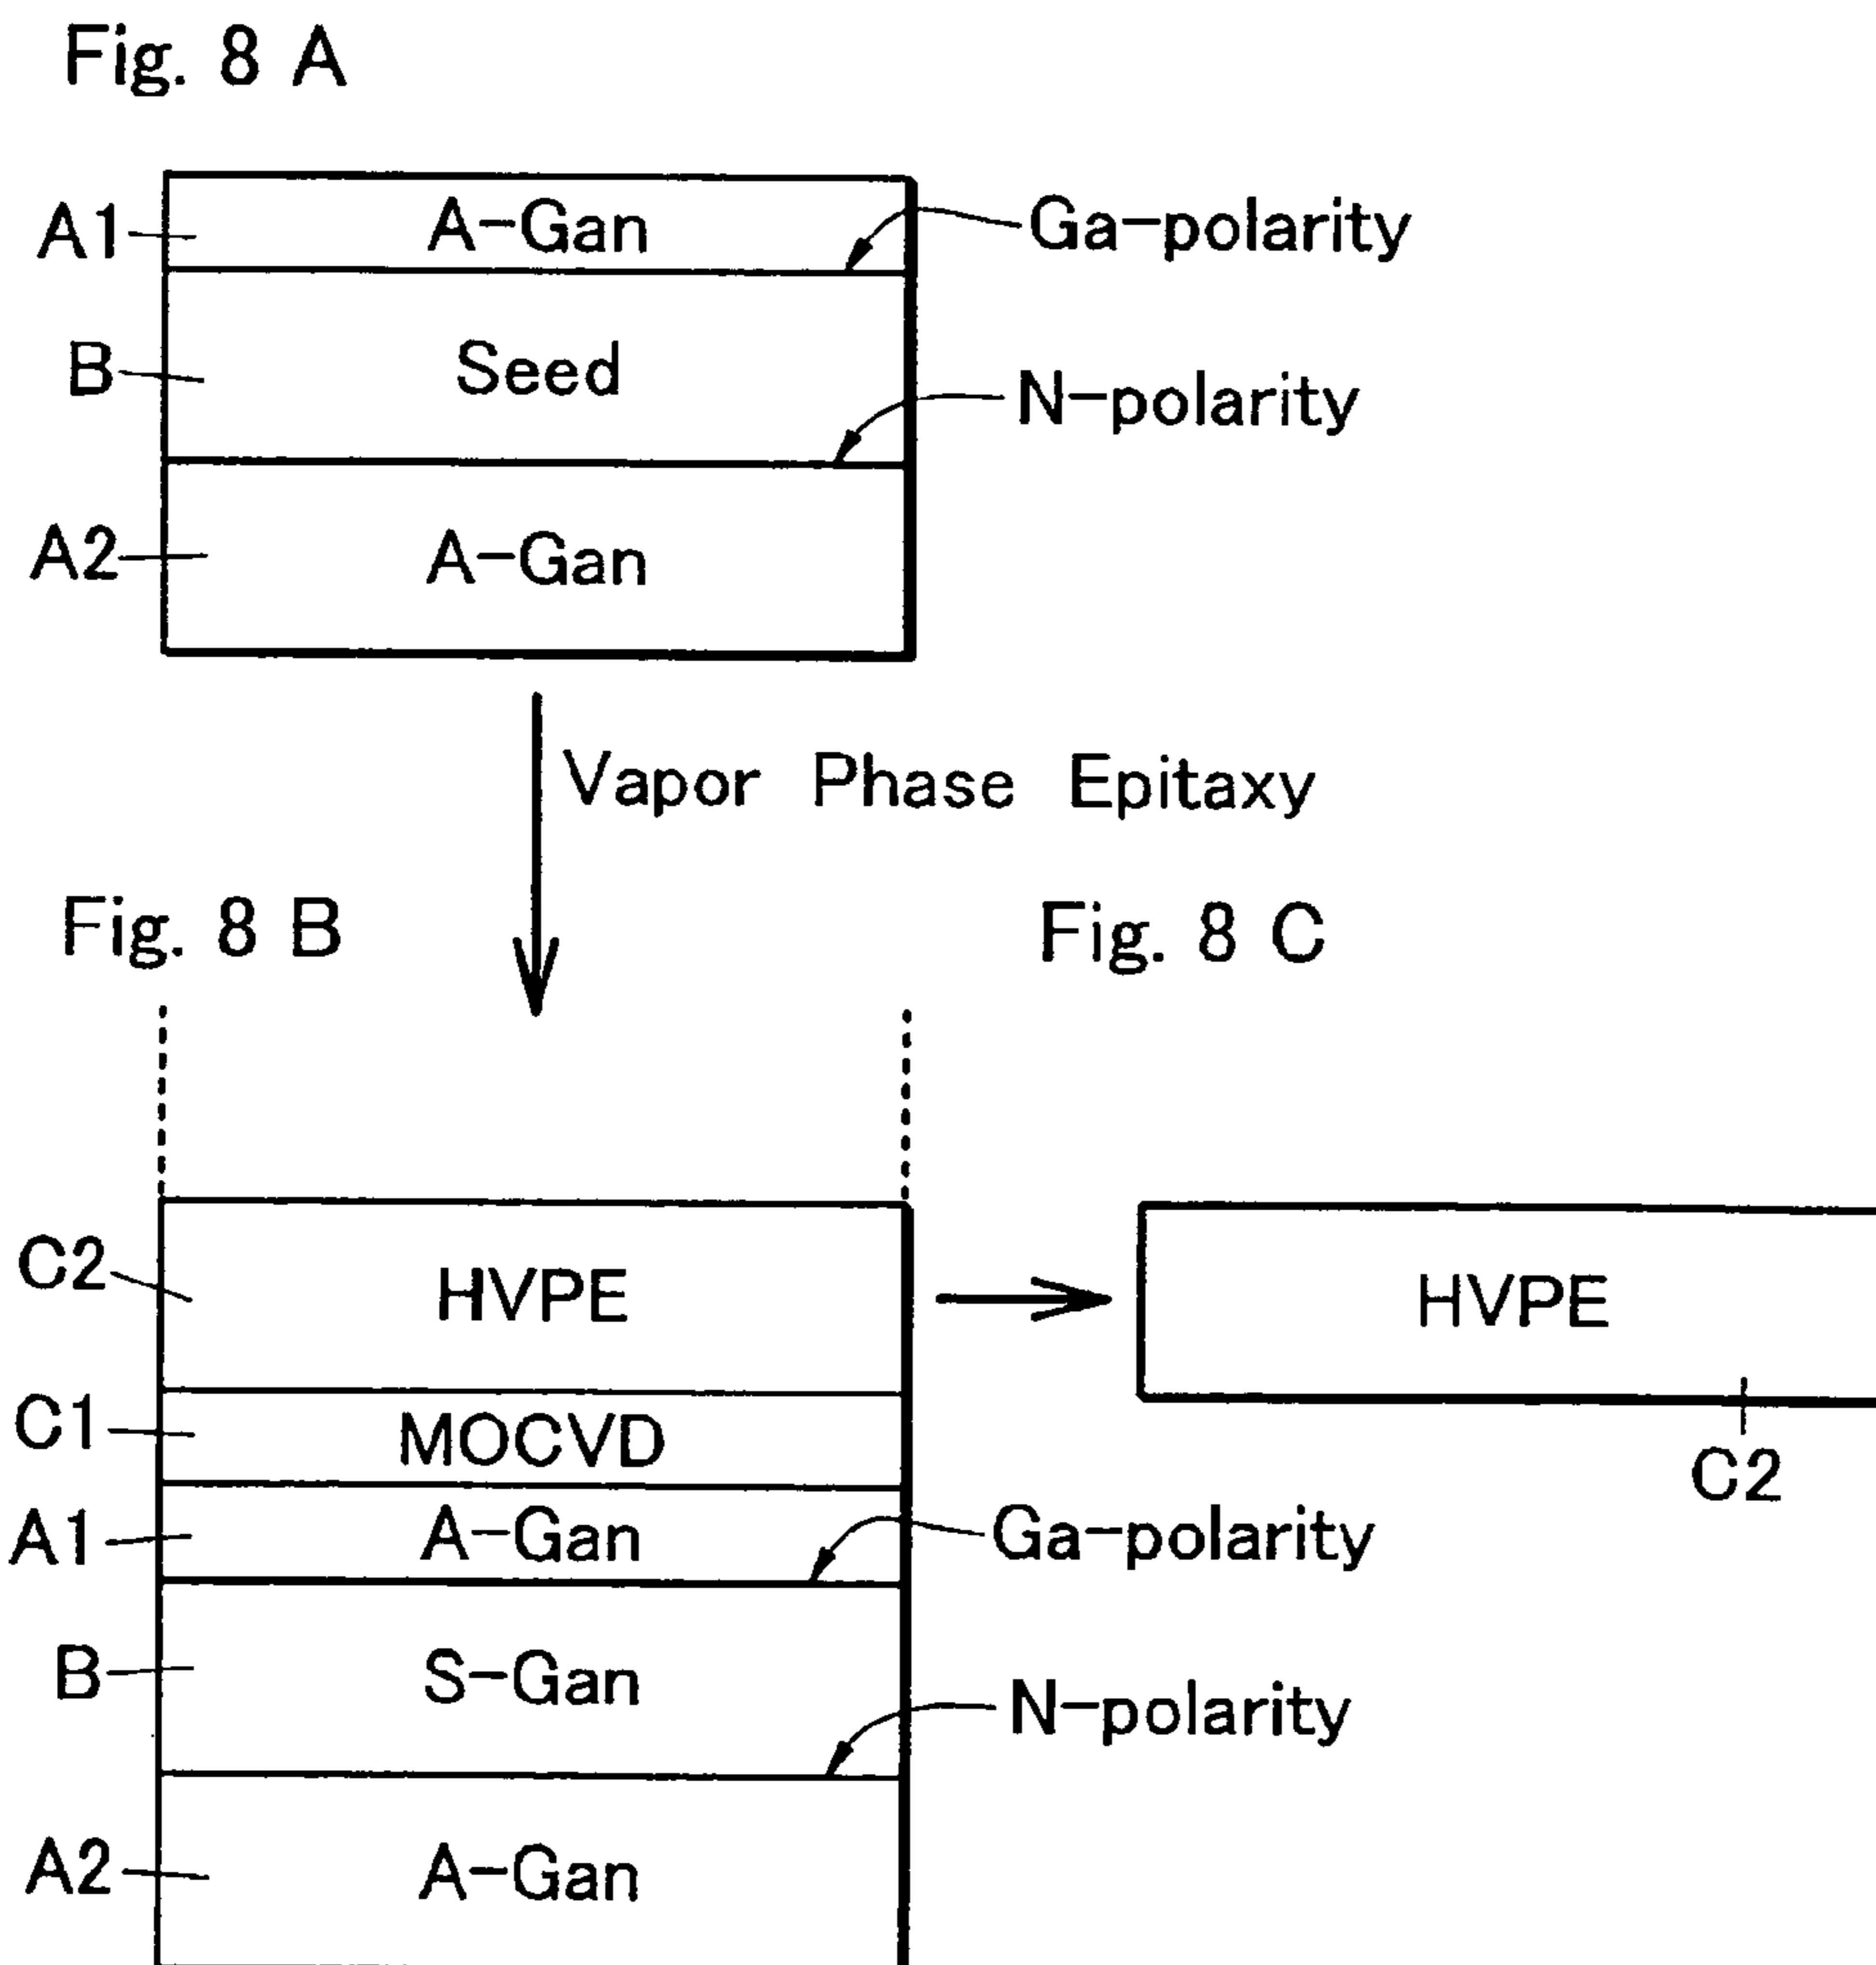 Fig. 8 A
A1
A-Gan
Ga-polarity
B
Seed
N-polarity
A2
A-Gan
Vapor Phase Epitaxy
Fig. 8 B
Fig. 8 C
C2
HVPE
HVPE
C1
MOCVD
C2
A1
A-Gan
Ga-polarity
B
S-Gan
N-polarity
A2
A-Gan